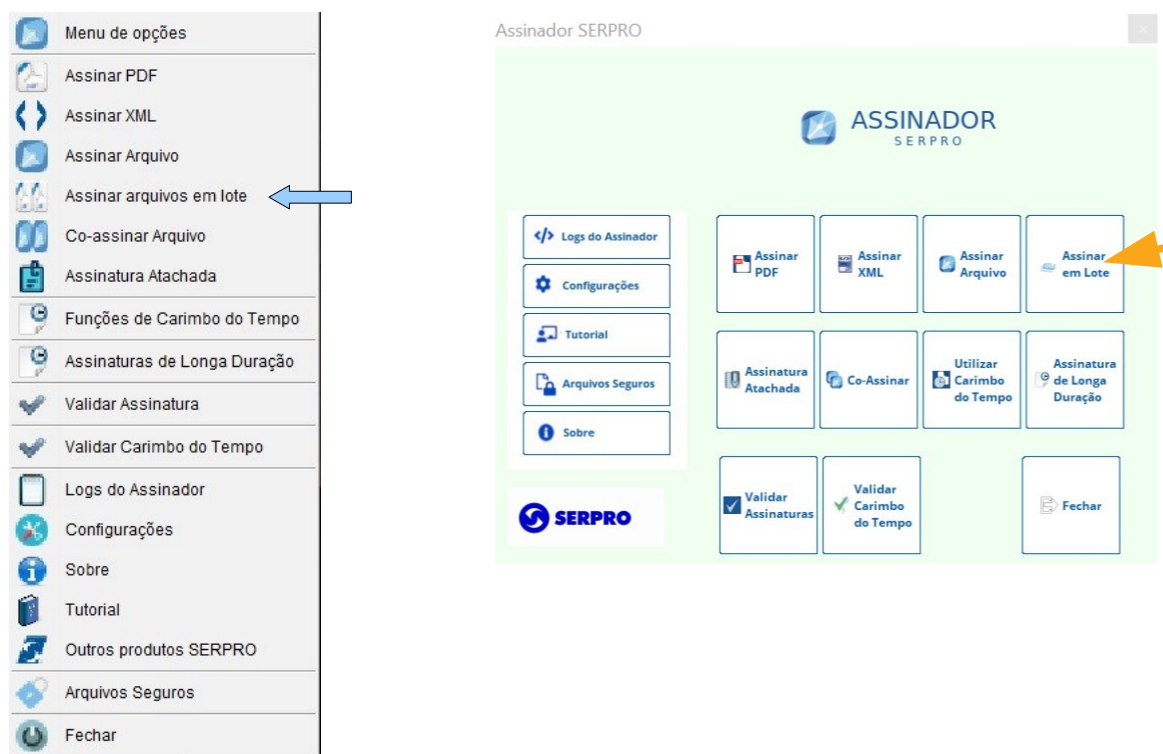 Menu de opções
Assinar PDF
Assinar XML
Assinar Arquivo
Assinar arquivos em lote
Co-assinar Arquivo
Assinatura Atachada
Funções de Carimbo do Tempo
Assinaturas de Longa Duração
Validar Assinatura
Validar Carimbo do Tempo
Logs do Assinador
Configurações
Sobre
Tutorial
Outros produtos SERPRO
Arquivos Seguros
Fechar
Assinador SERPRO
ASSINADOR
SERPRO
Logs do Assinador
Configurações
Tutorial
Arquivos Seguros
Sobre
SERPRO
Assinar
PDF
Assinar
XML
Assinar
Arquivo
Assinar
em Lote
Assinatura
Atachada
Co-Assinar
Utilizar
Carimbo
do Tempo
Assinatura
de Longa
Duração
Validar
Assinaturas
Validar
Carimbo
do Tempo
Fechar